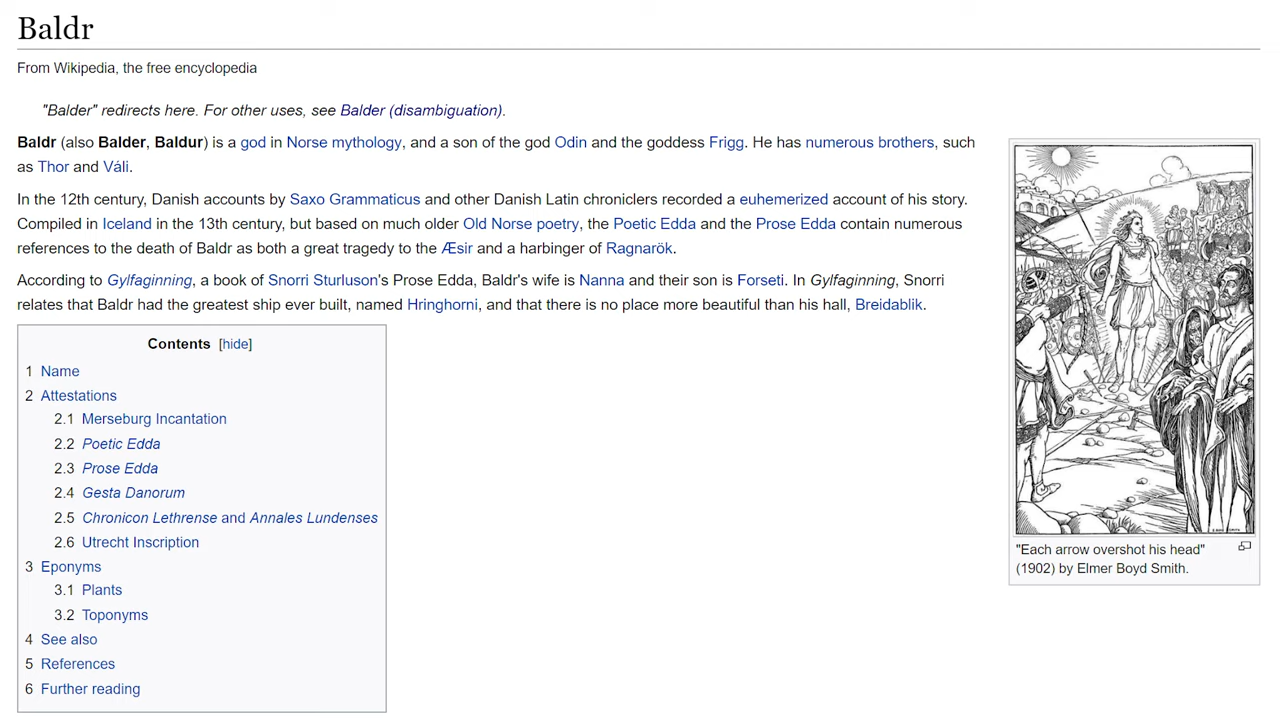 Baldr
From Wikipedia, the free encyclopedia
"Balder" redirects here. For other uses, see Balder (disambiguation).
Baldr (also Balder, Baldur) is a god in Norse mythology, and a son of the god Odin and the goddess Frigg. He has numerous brothers, such
as Thor and Váli.
In the 12th century, Danish accounts by Saxo Grammaticus and other Danish Latin chroniclers recorded a euhemerized account of his story.
Compiled in Iceland in the 13th century, but based on much older Old Norse poetry, the Poetic Edda and the Prose Edda contain numerous
references to the death of Baldr as both a great tragedy to the Æsir and a harbinger of Ragnarök.
According to Gylfaginning, a book of Snorri Sturluson's Prose Edda, Baldr's wife is Nanna and their son is Forseti. In Gylfaginning, Snorri
relates that Baldr had the greatest ship ever built, named Hringhorni, and that there is no place more beautiful than his hall, Breidablik.
Contents [hide]
1 Name
2 Attestations
2.1 Merseburg Incantation
2.2 Poetic Edda
2.3 Prose Edda
2.4 Gesta Danorum
2.5 Chronicon Lethrense and Annales Lundenses
2.6 Utrecht Inscription
3 Eponyms
3.1 Plants
3.2 Toponyms
4 See also
5 References
6 Further reading
"Each arrow overshot his head"
(1902) by Elmer Boyd Smith.